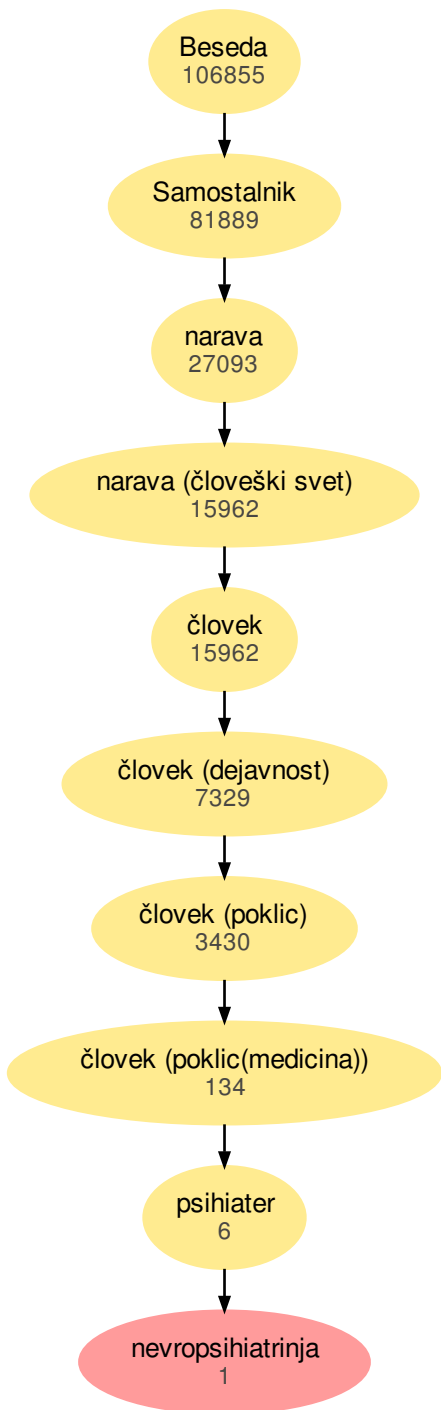 Beseda
106855
Samostalnik
81889
narava
27093
narava (človeški svet)
15962
človek
15962
človek (dejavnost)
7329
človek (poklic)
3430
človek (poklic(medicina))
134
psihiater
6
nevropsihiatrinja
1